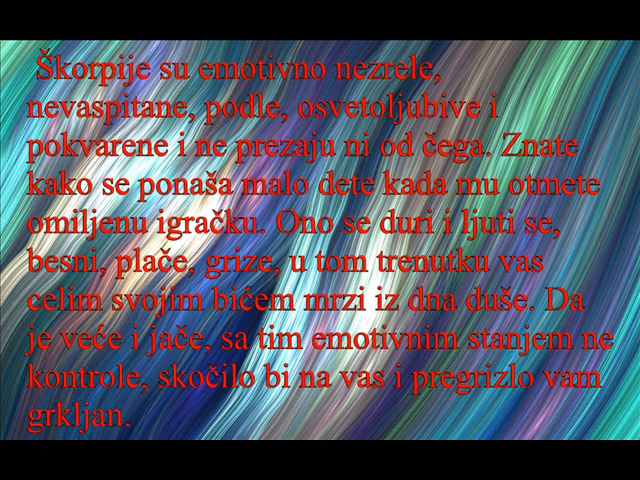 Škorpije su emotivno nezrele,
nevaspitane, podle, osvetoljubive i
pokvarene i ne prezaju ni od čega. Znate
kako se ponaša malo dete kada mu otmete
omiljenu igračku. Ono se duri i ljuti se,
besni, plače, grize, u tom trenutku vas
celim svojim bićem mrzi iz dna duše. Da
je veće i jače, sa tim emotivnim stanjem ne
kontrole, skočilo bi na vas i pregrizlo vam
grkljan.